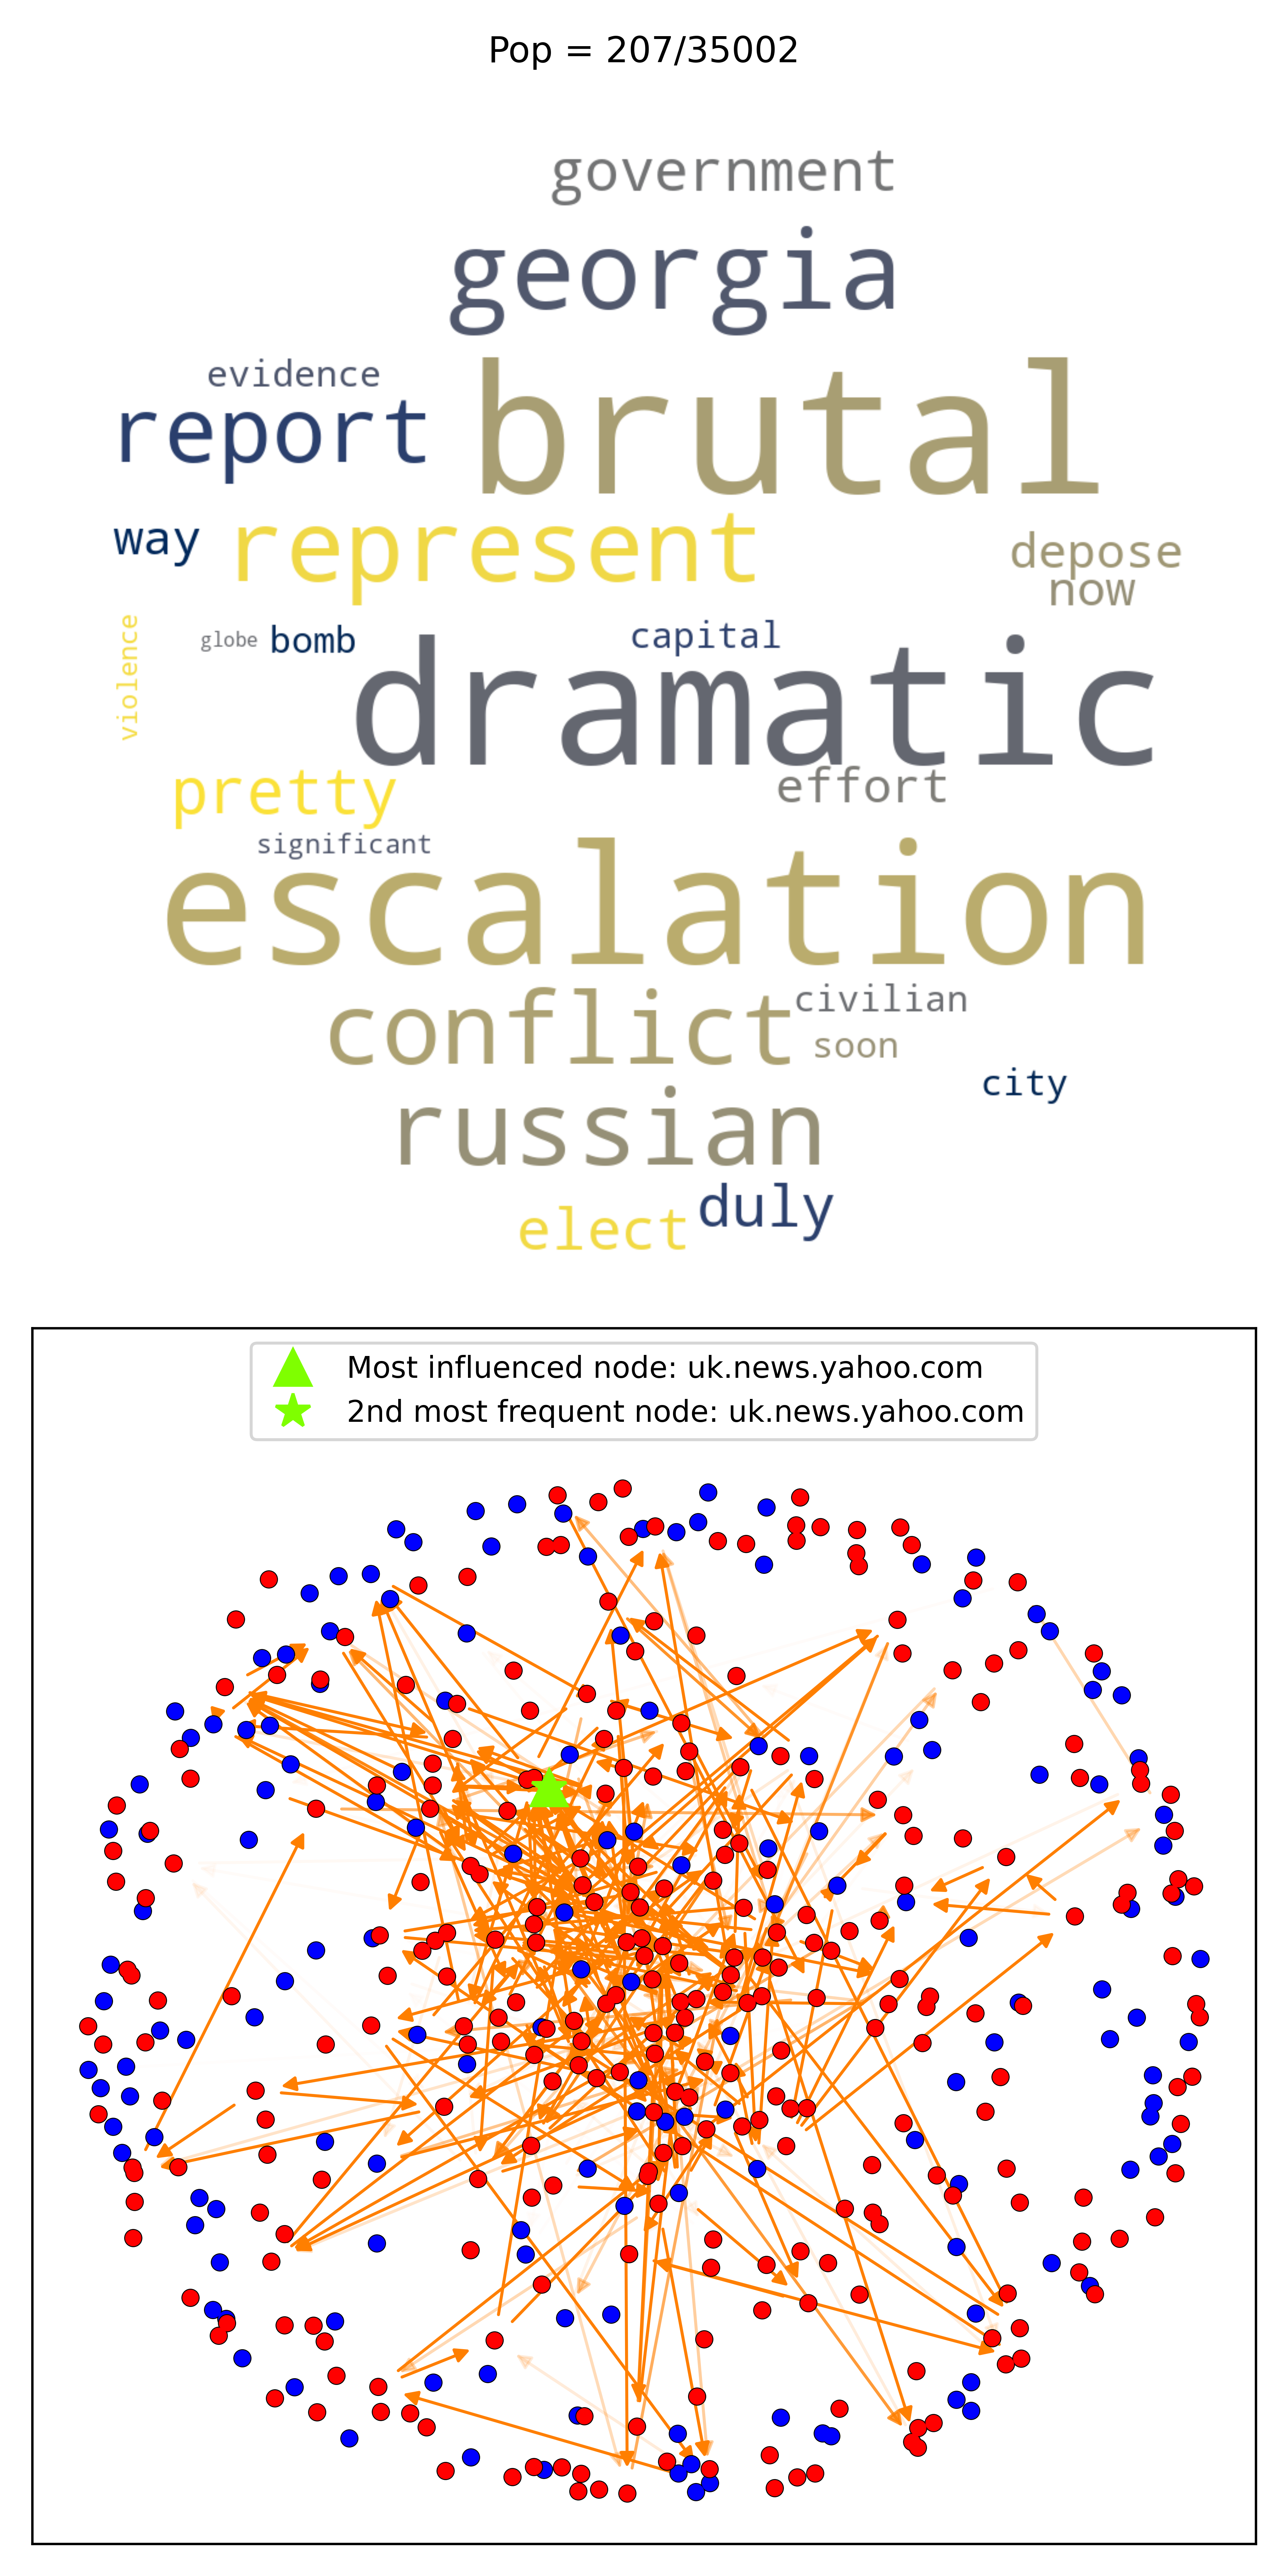 Pop = 207/35002
government
georgia
evidence
brutal
report
way
represent
depose
now
violence
globe
bomb
capital
dramatic
pretty
effort
significant
escalation
conflict
civilian
soon
city
russian
duly
elect
Most influenced node: uk.news.yahoo.com
2nd most frequent node: uk.news.yahoo.com